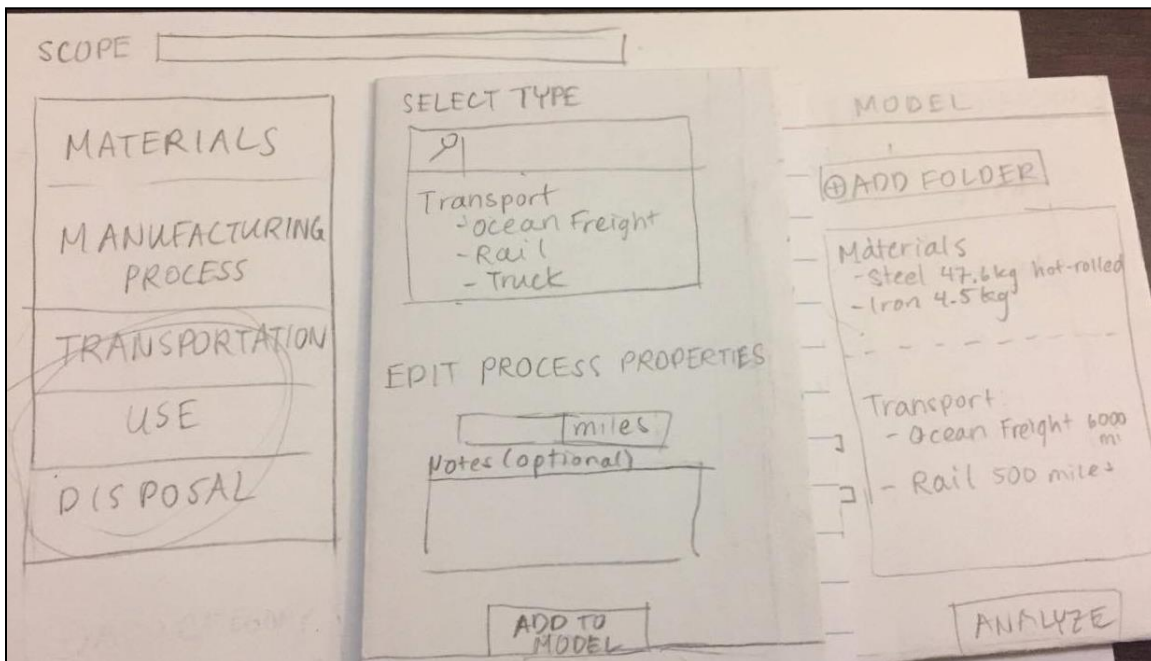 SCOPE
MATERIALS
MANUFACTURING
PROCESS
TRANSPORTATION
USE
DISPOSAL
SELECT TYPE
Transport
- Ocean Freight
- Rail
- Truck
EDIT PROCESS PROPERTIES
miles
Notes (optional)
ADD TO
MODEL
MODEL
+ ADD FOLDER
Materials
- Steel 47.6kg hot-rolled
- Iron 4.5kg
Transport
- Ocean Freight 6000
mi
- Rail 500 miles
ANALYZE